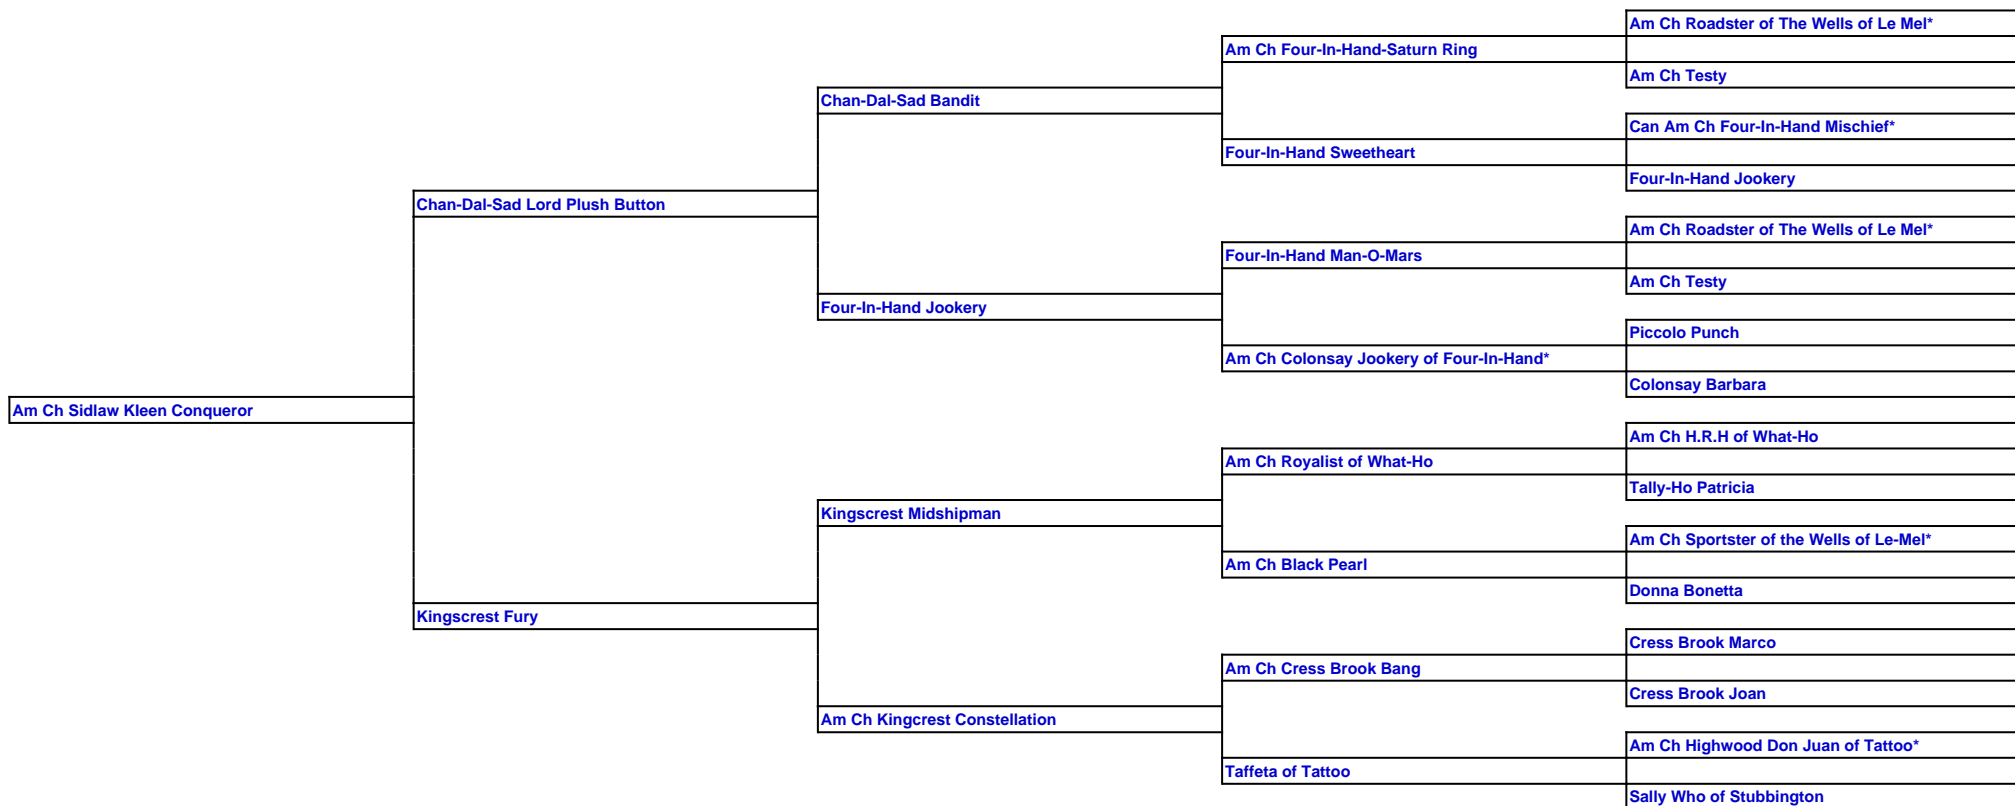 Am Ch Roadster of The Wells of Le Mel*
Am Ch Four-In-Hand-Saturn Ring
Am Ch Testy
Chan-Dal-Sad Bandit
Can Am Ch Four-In-Hand Mischief*
Four-In-Hand Sweetheart
Four-In-Hand Jookery
Chan-Dal-Sad Lord Plush Button
Am Ch Roadster of The Wells of Le Mel*
Four-In-Hand Man-O-Mars
Am Ch Testy
Four-In-Hand Jookery
Piccolo Punch
Am Ch Colonsay Jookery of Four-In-Hand*
Colonsay Barbara
Am Ch Sidlaw Kleen Conqueror
Am Ch H.R.H of What-Ho
Am Ch Royalist of What-Ho
Tally-Ho Patricia
Kingscrest Midshipman
Am Ch Sportster of the Wells of Le-Mel*
Am Ch Black Pearl
Donna Bonetta
Kingscrest Fury
Cress Brook Marco
Am Ch Cress Brook Bang
Cress Brook Joan
Am Ch Kingcrest Constellation
Am Ch Highwood Don Juan of Tattoo*
Taffeta of Tattoo
Sally Who of Stubbington